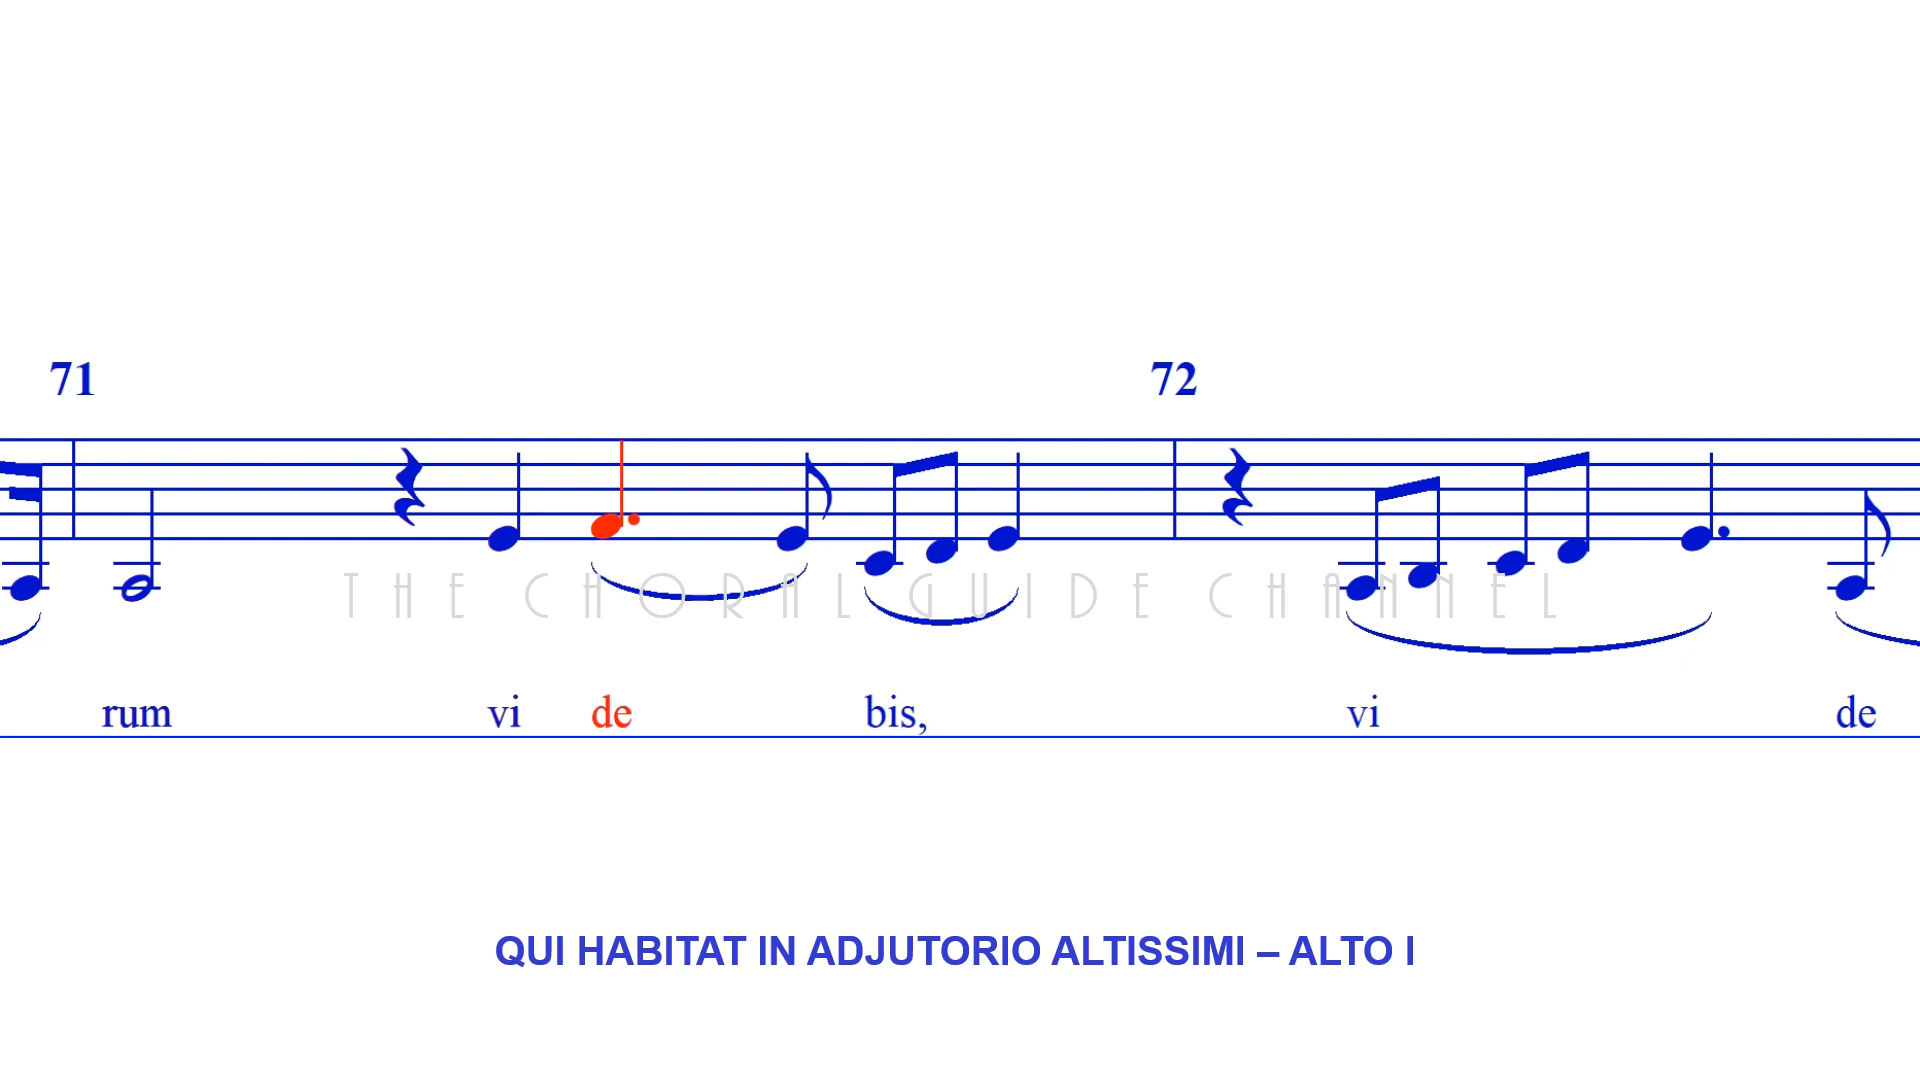 71 72
THE CHORAL GUIDE CHANNEL
rum vi de bis, vi de
QUI HABITAT IN ADJUTORIO ALTISSIMI – ALTO I